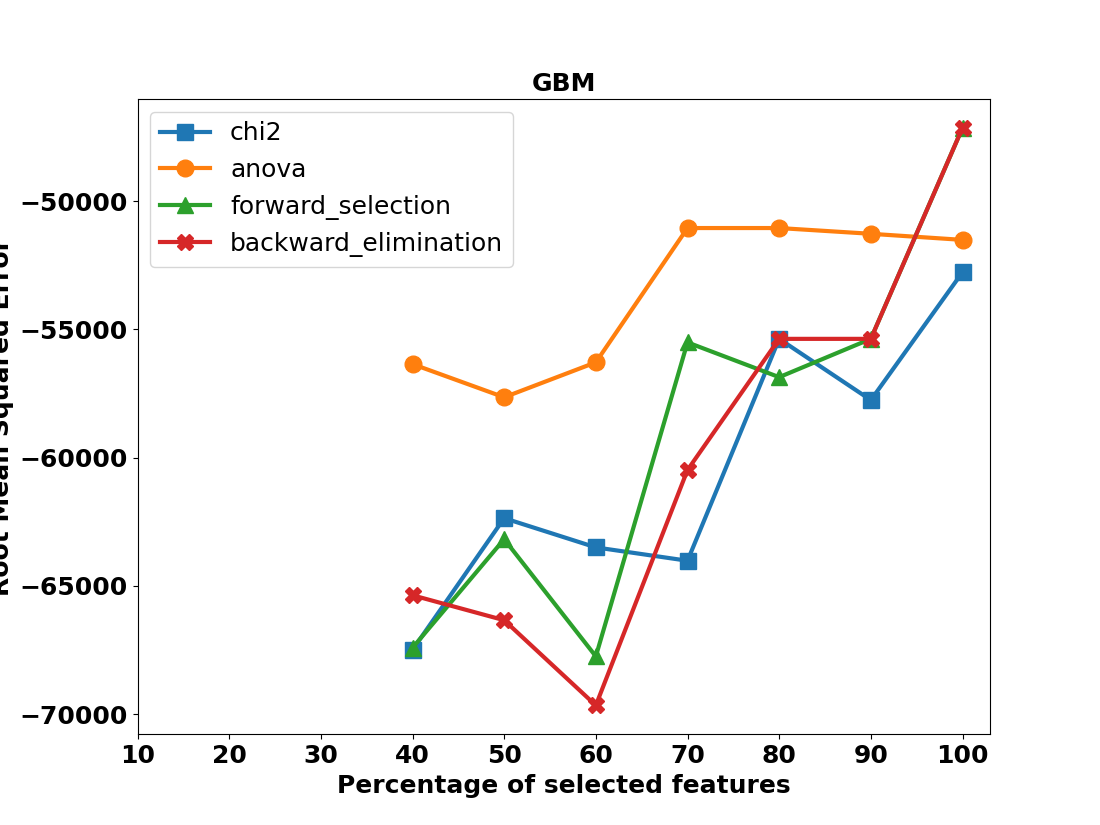 GBM
chi2
anova
forward_selection
backward_elimination
−50000
−55000
−60000
−65000
−70000
Root Mean Squared Error
10 20 30 40 50 60 70 80 90 100
Percentage of selected features